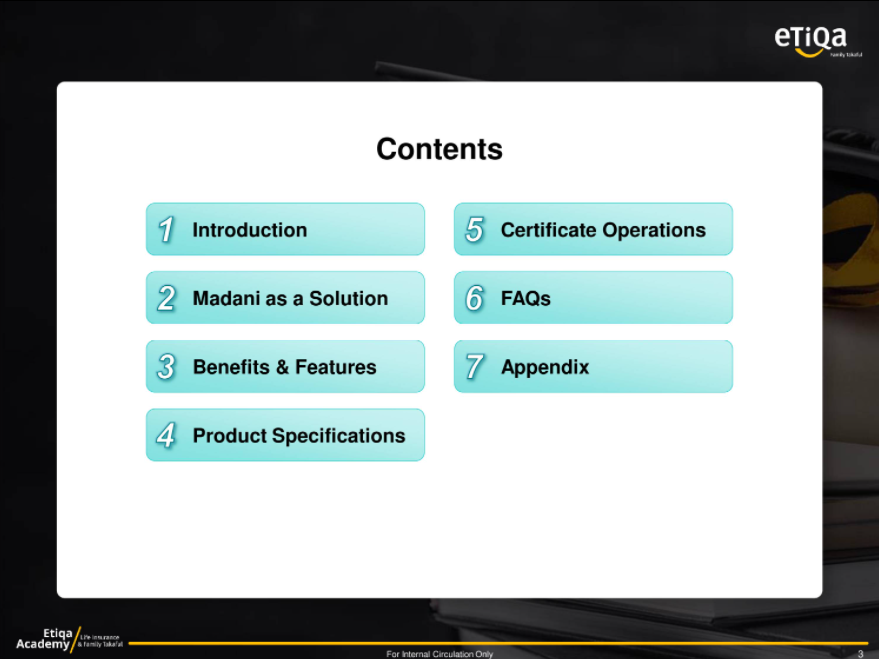 eTiQa
Family Takaful
Contents
1 Introduction
2 Madani as a Solution
3 Benefits & Features
4 Product Specifications
5 Certificate Operations
6 FAQs
7 Appendix
Etiqa
Academy
Life Insurance
& Family Takaful
For Internal Circulation Only
3